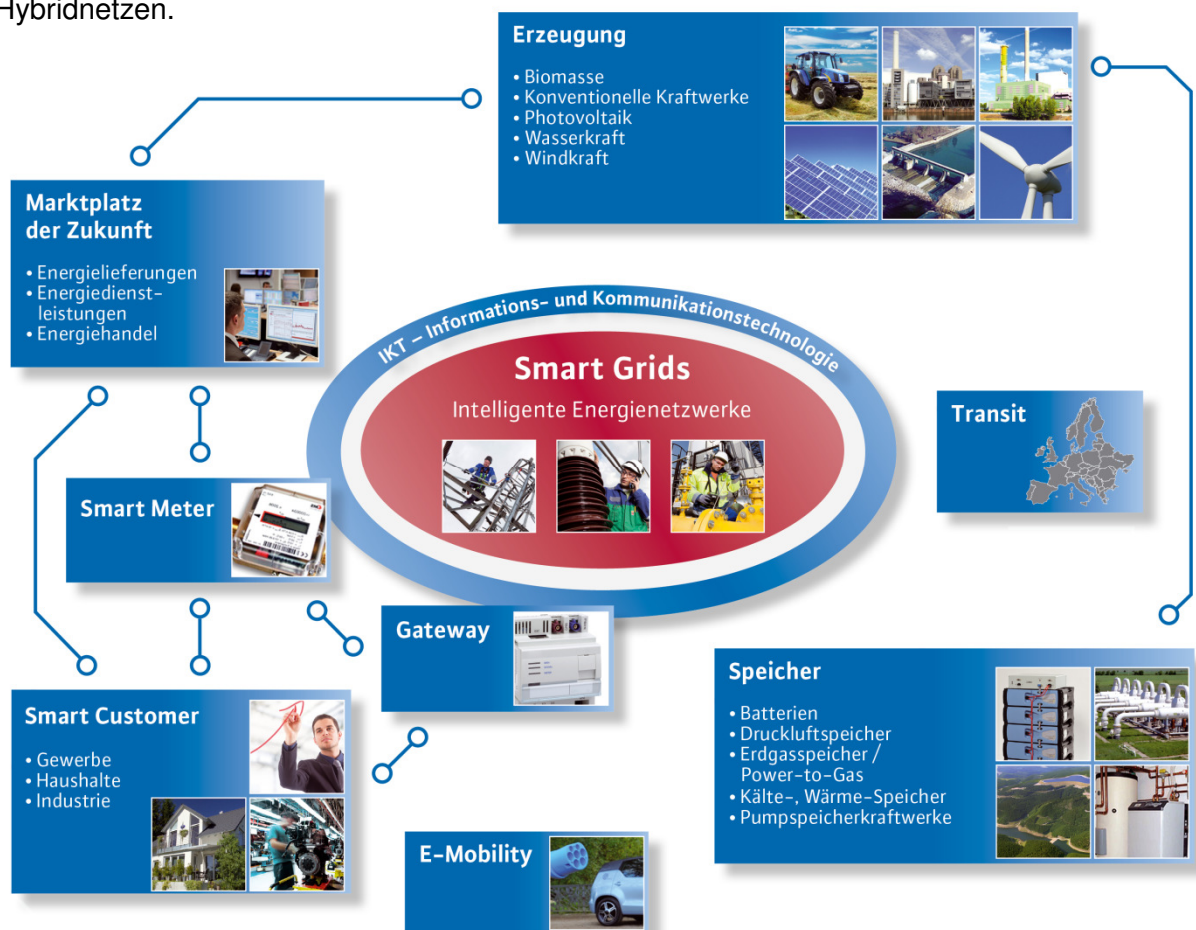 Hybridnetzen.
Erzeugung
• Biomasse
• Konventionelle Kraftwerke
• Photovoltaik
• Wasserkraft
• Windkraft
Marktplatz
der Zukunft
• Energielieferungen
• Energiedienst-
leistungen
• Energiehandel
IKT – Informations- und Kommunikationstechnologie
Smart Grids
Intelligente Energienetzwerke
Transit
Smart Meter
Gateway
Smart Customer
• Gewerbe
• Haushalte
• Industrie
Speicher
• Batterien
• Druckluftspeicher
• Erdgasspeicher /
Power-to-Gas
• Kälte-, Wärme-Speicher
• Pumpspeicherkraftwerke
E-Mobility